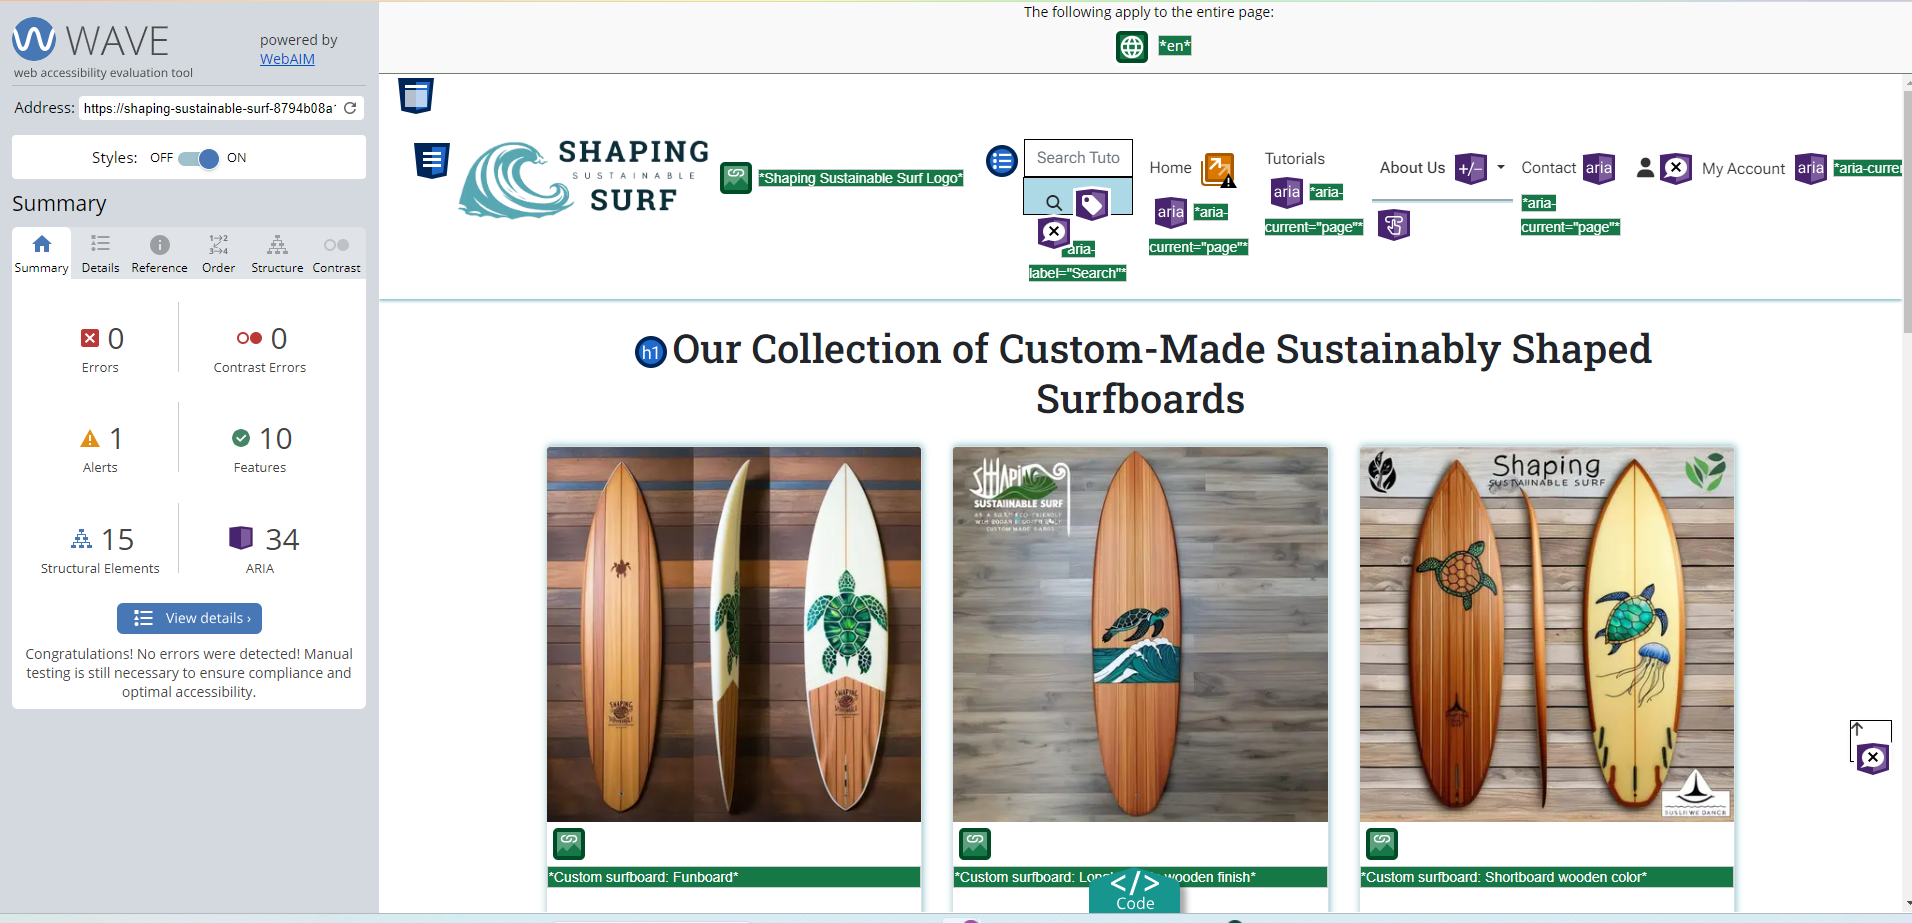 WAVE
powered by
WebAIM
web accessibility evaluation tool
Address: https://shaping-sustainable-surf-8794b08a
Styles: OFF ON
Summary
Summary Details Reference Order Structure Contrast
0
Errors
0
Contrast Errors
1
Alerts
10
Features
15
Structural Elements
34
ARIA
View details ›
Congratulations! No errors were detected! Manual
testing is still necessary to ensure compliance and
optimal accessibility.
The following apply to the entire page:
*en*
SHAPING
SUSTAINABLE
SURF
*Shaping Sustainable Surf Logo*
Search Tuto
aria-
label="Search"*
Home
aria *aria-
current="page"*
Tutorials
aria *aria-
current="page"*
About Us +/-
Contact aria
*aria-
current="page"*
My Account aria *aria-curre
h1 Our Collection of Custom-Made Sustainably Shaped
Surfboards
SHAPING
SUSTAINABLE SURF
Shaping
SUSTAINABLE SURF
*Custom surfboard: Funboard*
*Custom surfboard: Lon wooden finish*
*Custom surfboard: Shortboard wooden color*
</>
Code